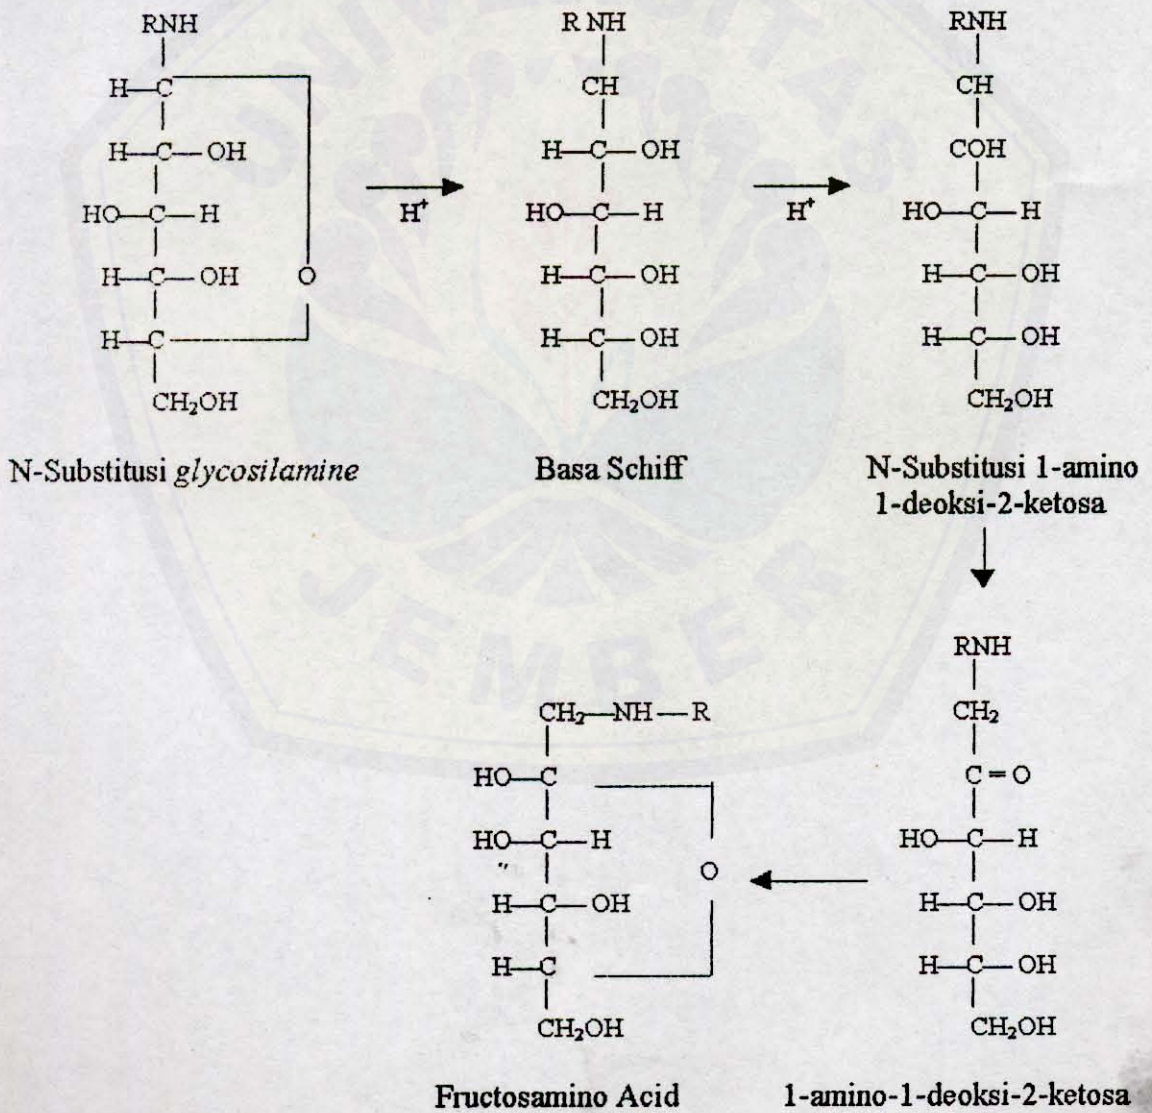 UNIVERSITAS
RNH
H—C
H—C—OH
HO—C—H
H—C—OH
O
H—C
CH₂OH
N-Substitusi glycosilamine
H⁺
R NH
CH
H—C—OH
HO—C—H
H—C—OH
H—C—OH
CH₂OH
Basa Schiff
H⁺
RNH
CH
COH
HO—C—H
H—C—OH
H—C—OH
CH₂OH
N-Substitusi 1-amino
1-deoksi-2-ketosa
JEMBER
RNH
CH₂
C=O
HO—C—H
H—C—OH
H—C—OH
CH₂OH
1-amino-1-deoksi-2-ketosa
CH₂—NH—R
HO—C
HO—C—H
O
H—C—OH
H—C
CH₂OH
Fructosamino Acid